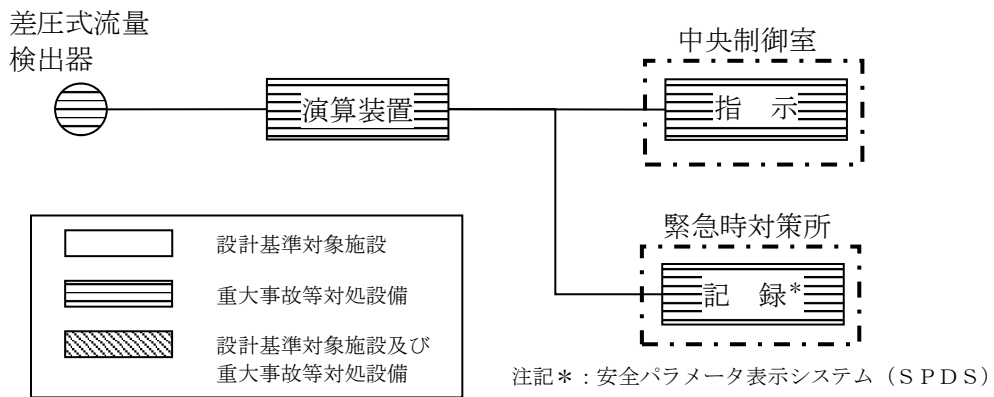 差圧式流量
検出器
中央制御室
演算装置
指　示
緊急時対策所
記　録*
設計基準対象施設
重大事故等対処設備
設計基準対象施設及び
重大事故等対処設備
注記＊：安全パラメータ表示システム（ＳＰＤＳ）